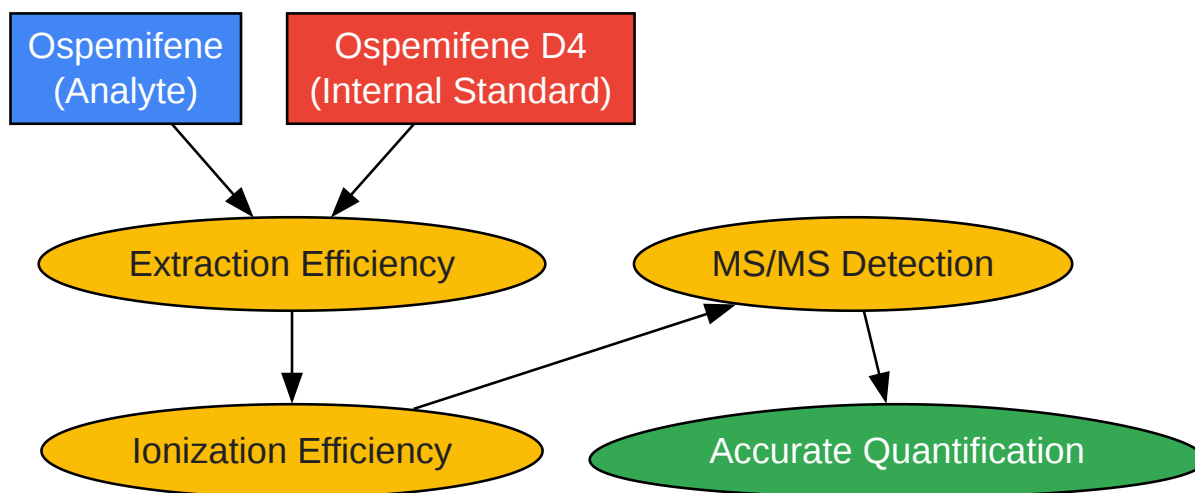 Ospemifene
(Analyte)
Ospemifene D4
(Internal Standard)
Extraction Efficiency
MS/MS Detection
Ionization Efficiency
Accurate Quantification